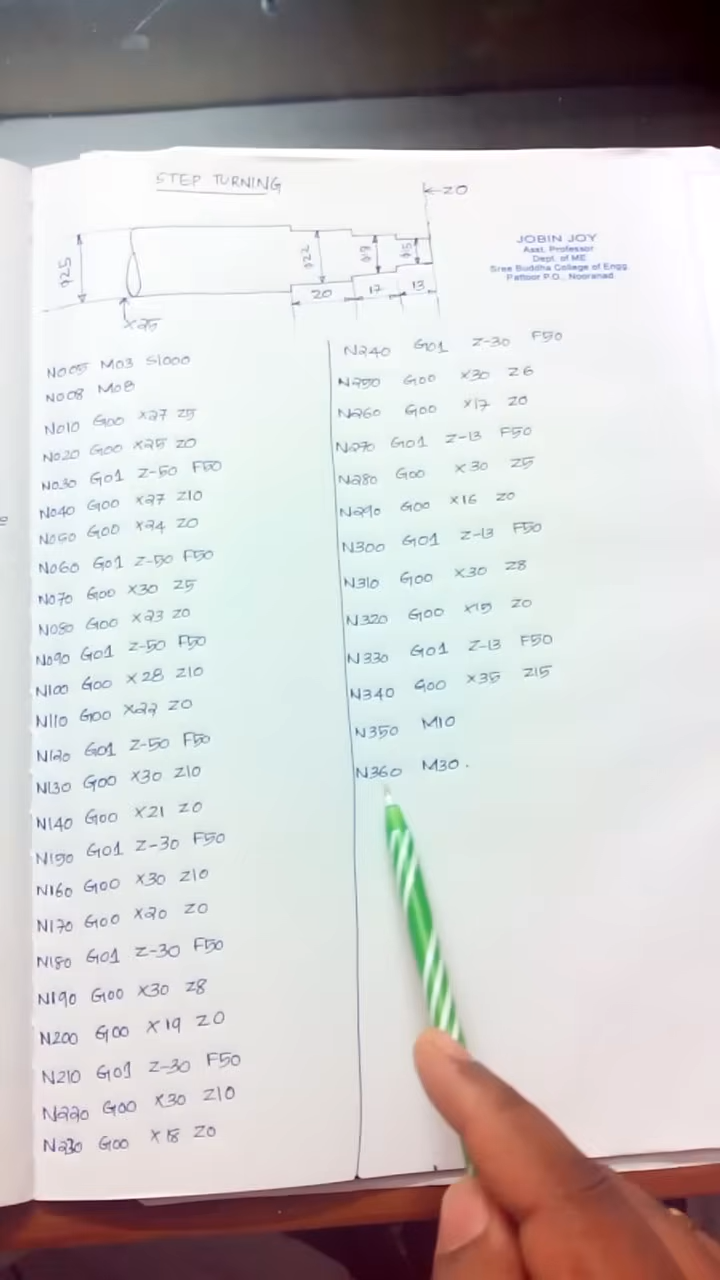 STEP TURNING
Z0
JOBIN JOY
Asst. Professor
Dept. of ME
Sree Buddha College of Engg.
Pattoor P.O., Nooranad
φ25
φ22
φ15
20
17
13
X25
N005 M03 S1000
N008 M08
N010 G00 X27 Z5
N020 G00 X25 Z0
N030 G01 Z-50 F50
N040 G00 X27 Z10
N050 G00 X24 Z0
N060 G01 Z-50 F50
N070 G00 X30 Z5
N080 G00 X23 Z0
N090 G01 Z-50 F50
N100 G00 X28 Z10
N110 G00 X22 Z0
N120 G01 Z-50 F50
N130 G00 X30 Z10
N140 G00 X21 Z0
N150 G01 Z-30 F50
N160 G00 X30 Z10
N170 G00 X20 Z0
N180 G01 Z-30 F50
N190 G00 X30 Z8
N200 G00 X19 Z0
N210 G01 Z-30 F50
N220 G00 X30 Z10
N230 G00 X18 Z0
N240 G01 Z-30 F50
N250 G00 X30 Z6
N260 G00 X17 Z0
N270 G01 Z-13 F50
N280 G00 X30 Z5
N290 G00 X16 Z0
N300 G01 Z-13 F50
N310 G00 X30 Z8
N320 G00 X15 Z0
N330 G01 Z-13 F50
N340 G00 X35 Z15
N350 M10
N360 M30.